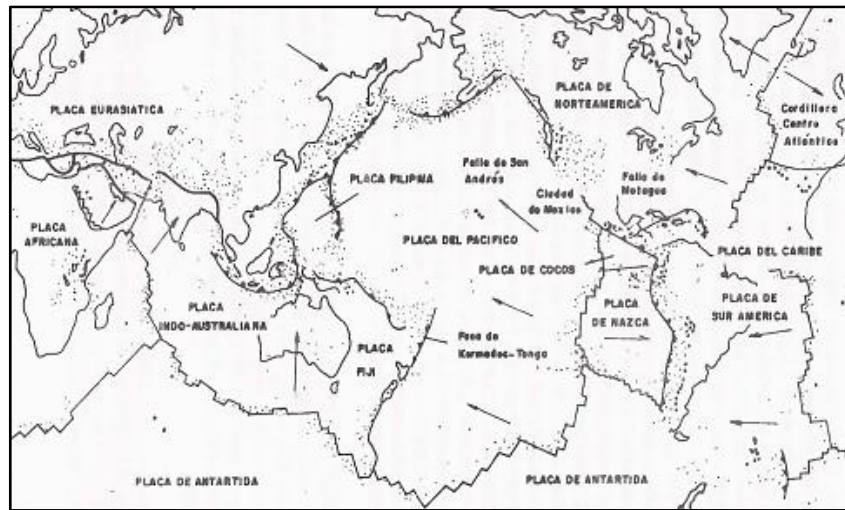 PLACA EURASIATICA
PLACA
AFRICANA
PLACA
INDO-AUSTRALIANA
PLACA
FIJI
PLACA DE ANTARTIDA
PLACA FILIPINA
PLACA DEL PACIFICO
Falla de San
Andrés
Ciudad
de Mexico
PLACA DE
NORTEAMERICA
Falla de
Motagua
Cordillera
Centro
Atlántica
PLACA DEL CARIBE
PLACA DE COCOS
PLACA
DE NAZCA
PLACA DE
SUR AMERICA
Fosa de
Kermadec-Tonga
PLACA DE ANTARTIDA